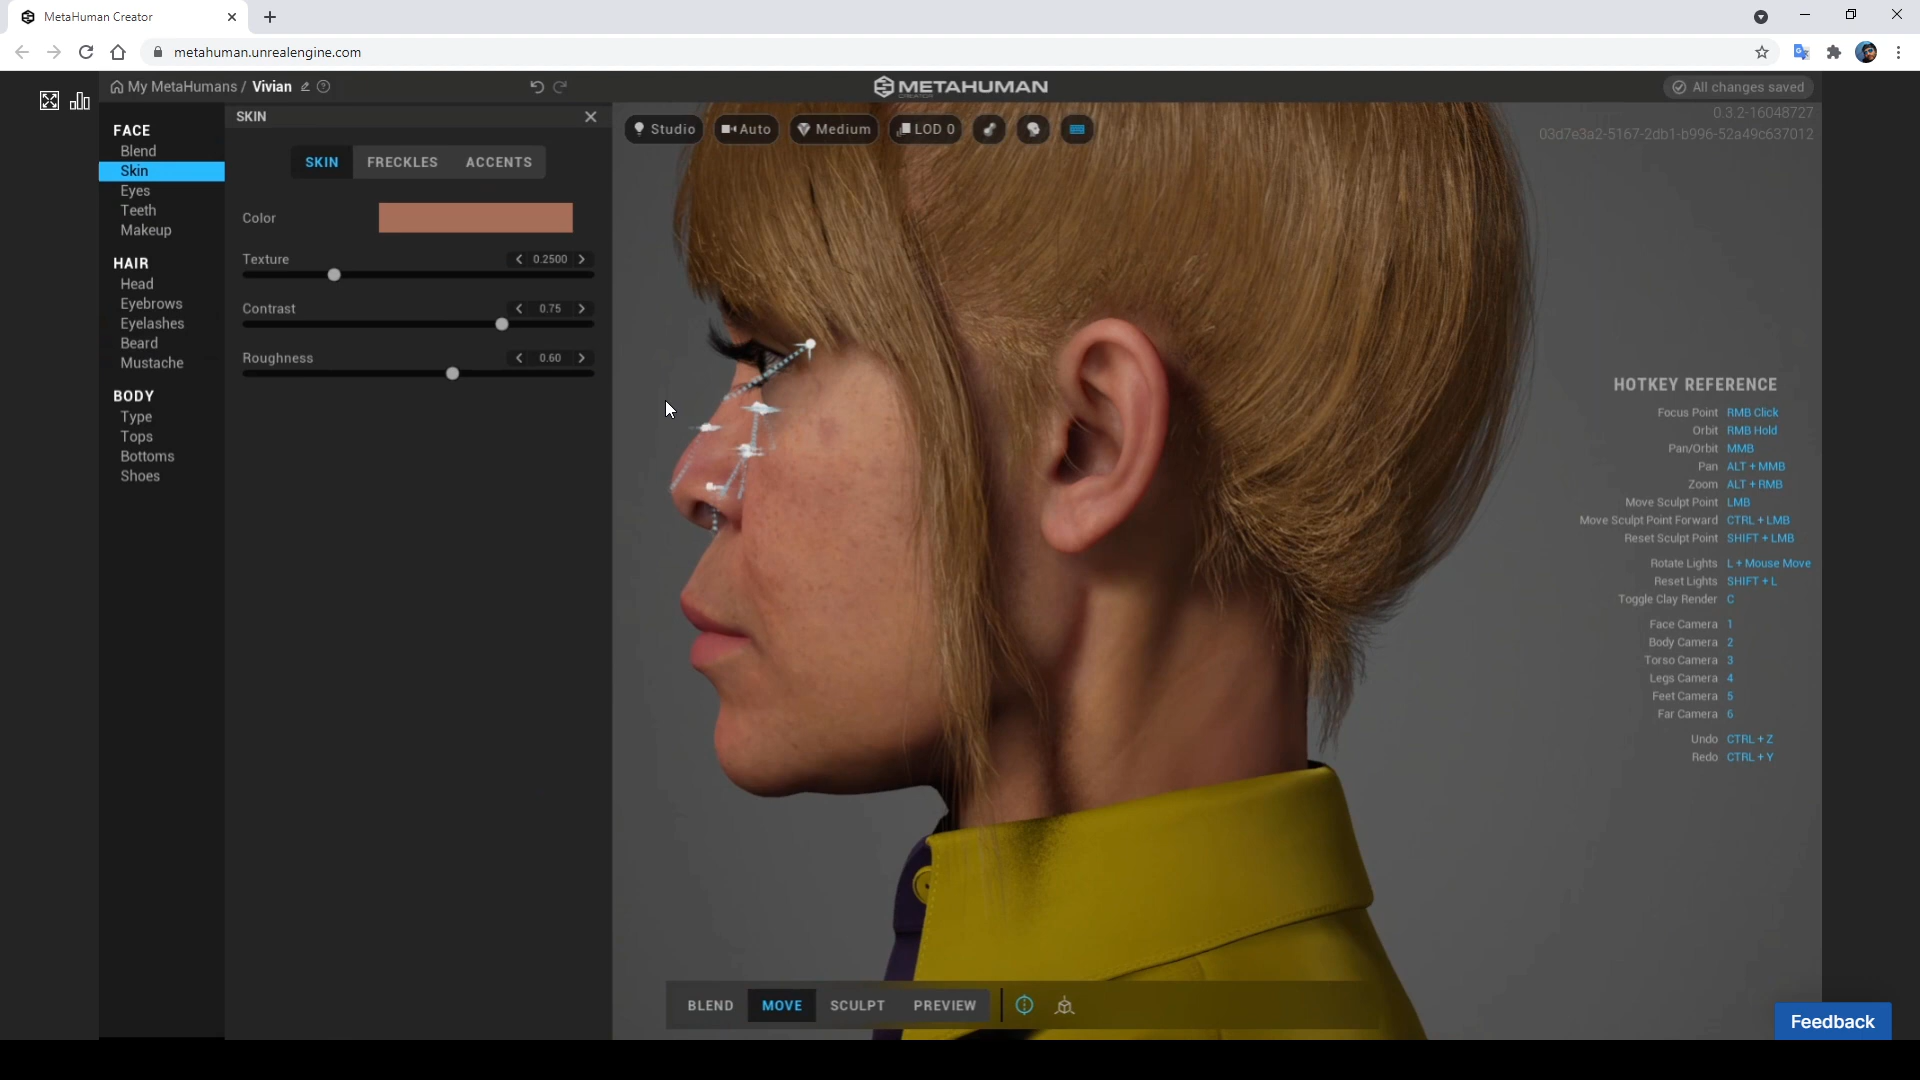 MetaHuman Creator
metahuman.unrealengine.com
My MetaHumans / Vivian
METAHUMAN
CREATOR
All changes saved
0.3.2-16048727
03d7e3a2-5167-2db1-b996-52a49c637012
FACE
Blend
Skin
Eyes
Teeth
Makeup
HAIR
Head
Eyebrows
Eyelashes
Beard
Mustache
BODY
Type
Tops
Bottoms
Shoes
SKIN
SKIN FRECKLES ACCENTS
Color
Texture 0.2500
Contrast 0.75
Roughness 0.60
Studio Auto Medium LOD 0
HOTKEY REFERENCE
Focus Point RMB Click
Orbit RMB Hold
Pan/Orbit MMB
Pan ALT + MMB
Zoom ALT + RMB
Move Sculpt Point LMB
Move Sculpt Point Forward CTRL + LMB
Reset Sculpt Point SHIFT + LMB
Rotate Lights L + Mouse Move
Reset Lights SHIFT + L
Toggle Clay Render C
Face Camera 1
Body Camera 2
Torso Camera 3
Legs Camera 4
Feet Camera 5
Far Camera 6
Undo CTRL + Z
Redo CTRL + Y
BLEND MOVE SCULPT PREVIEW
Feedback